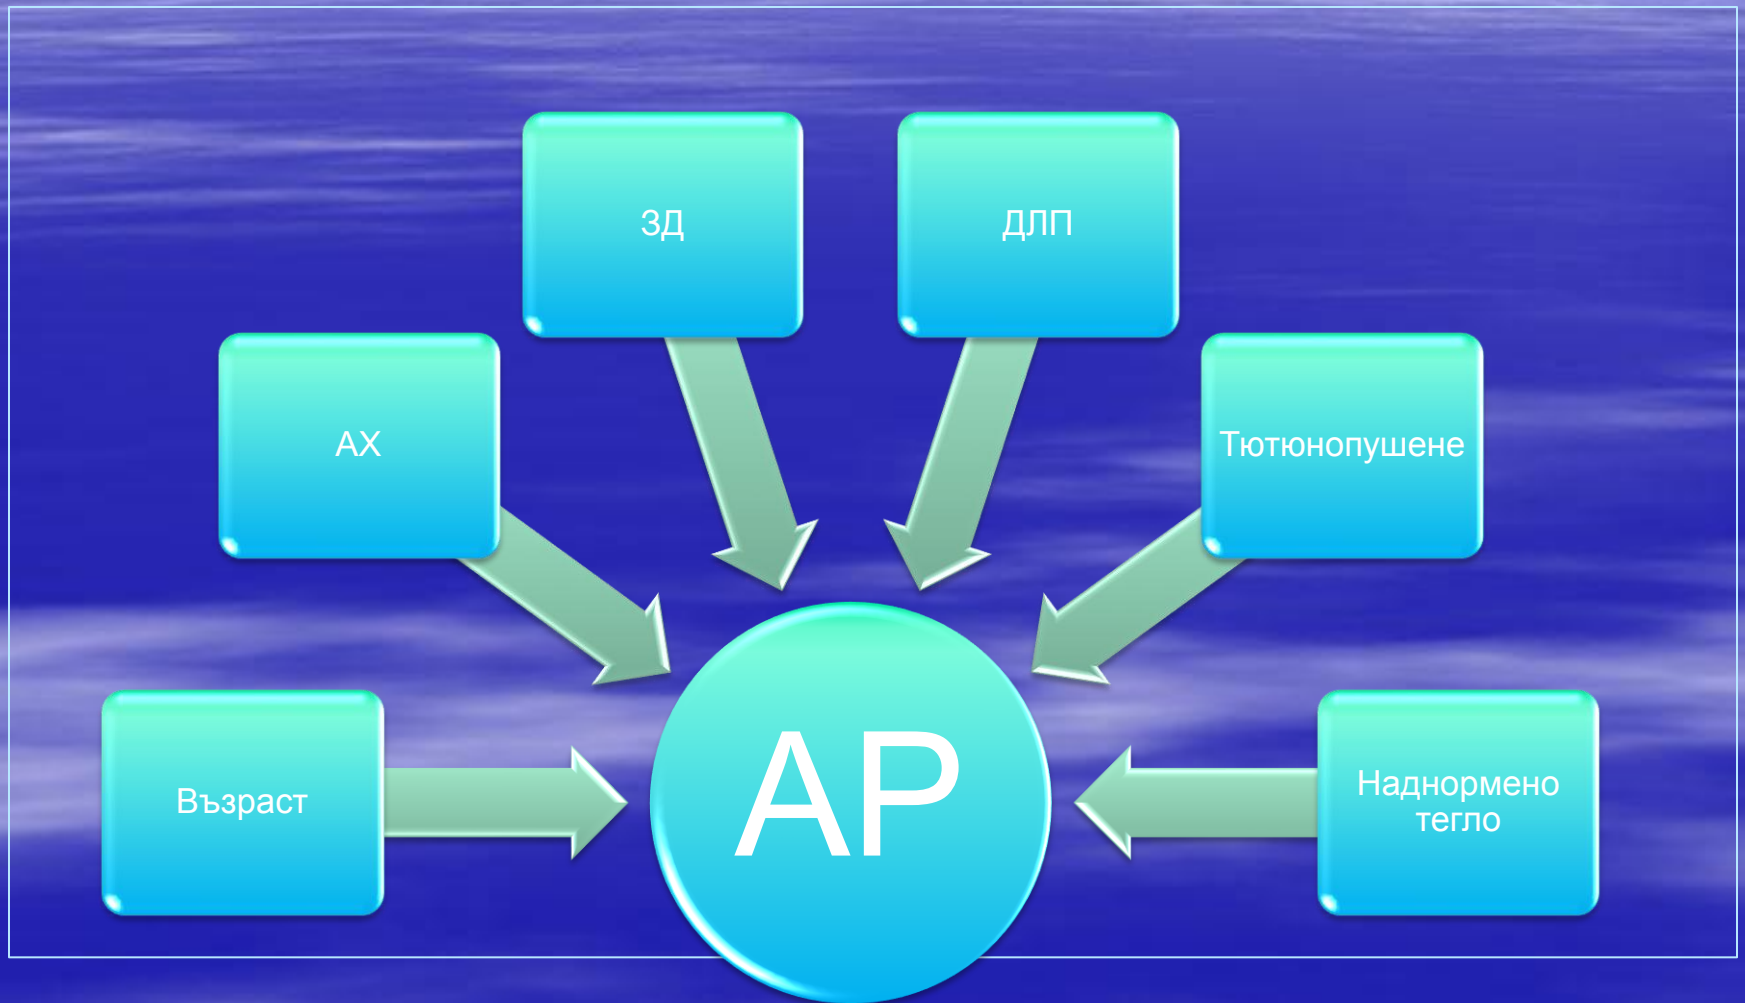 ЗД
ДЛП
АХ
Тютюнопушене
Възраст
АР
Наднормено
тегло